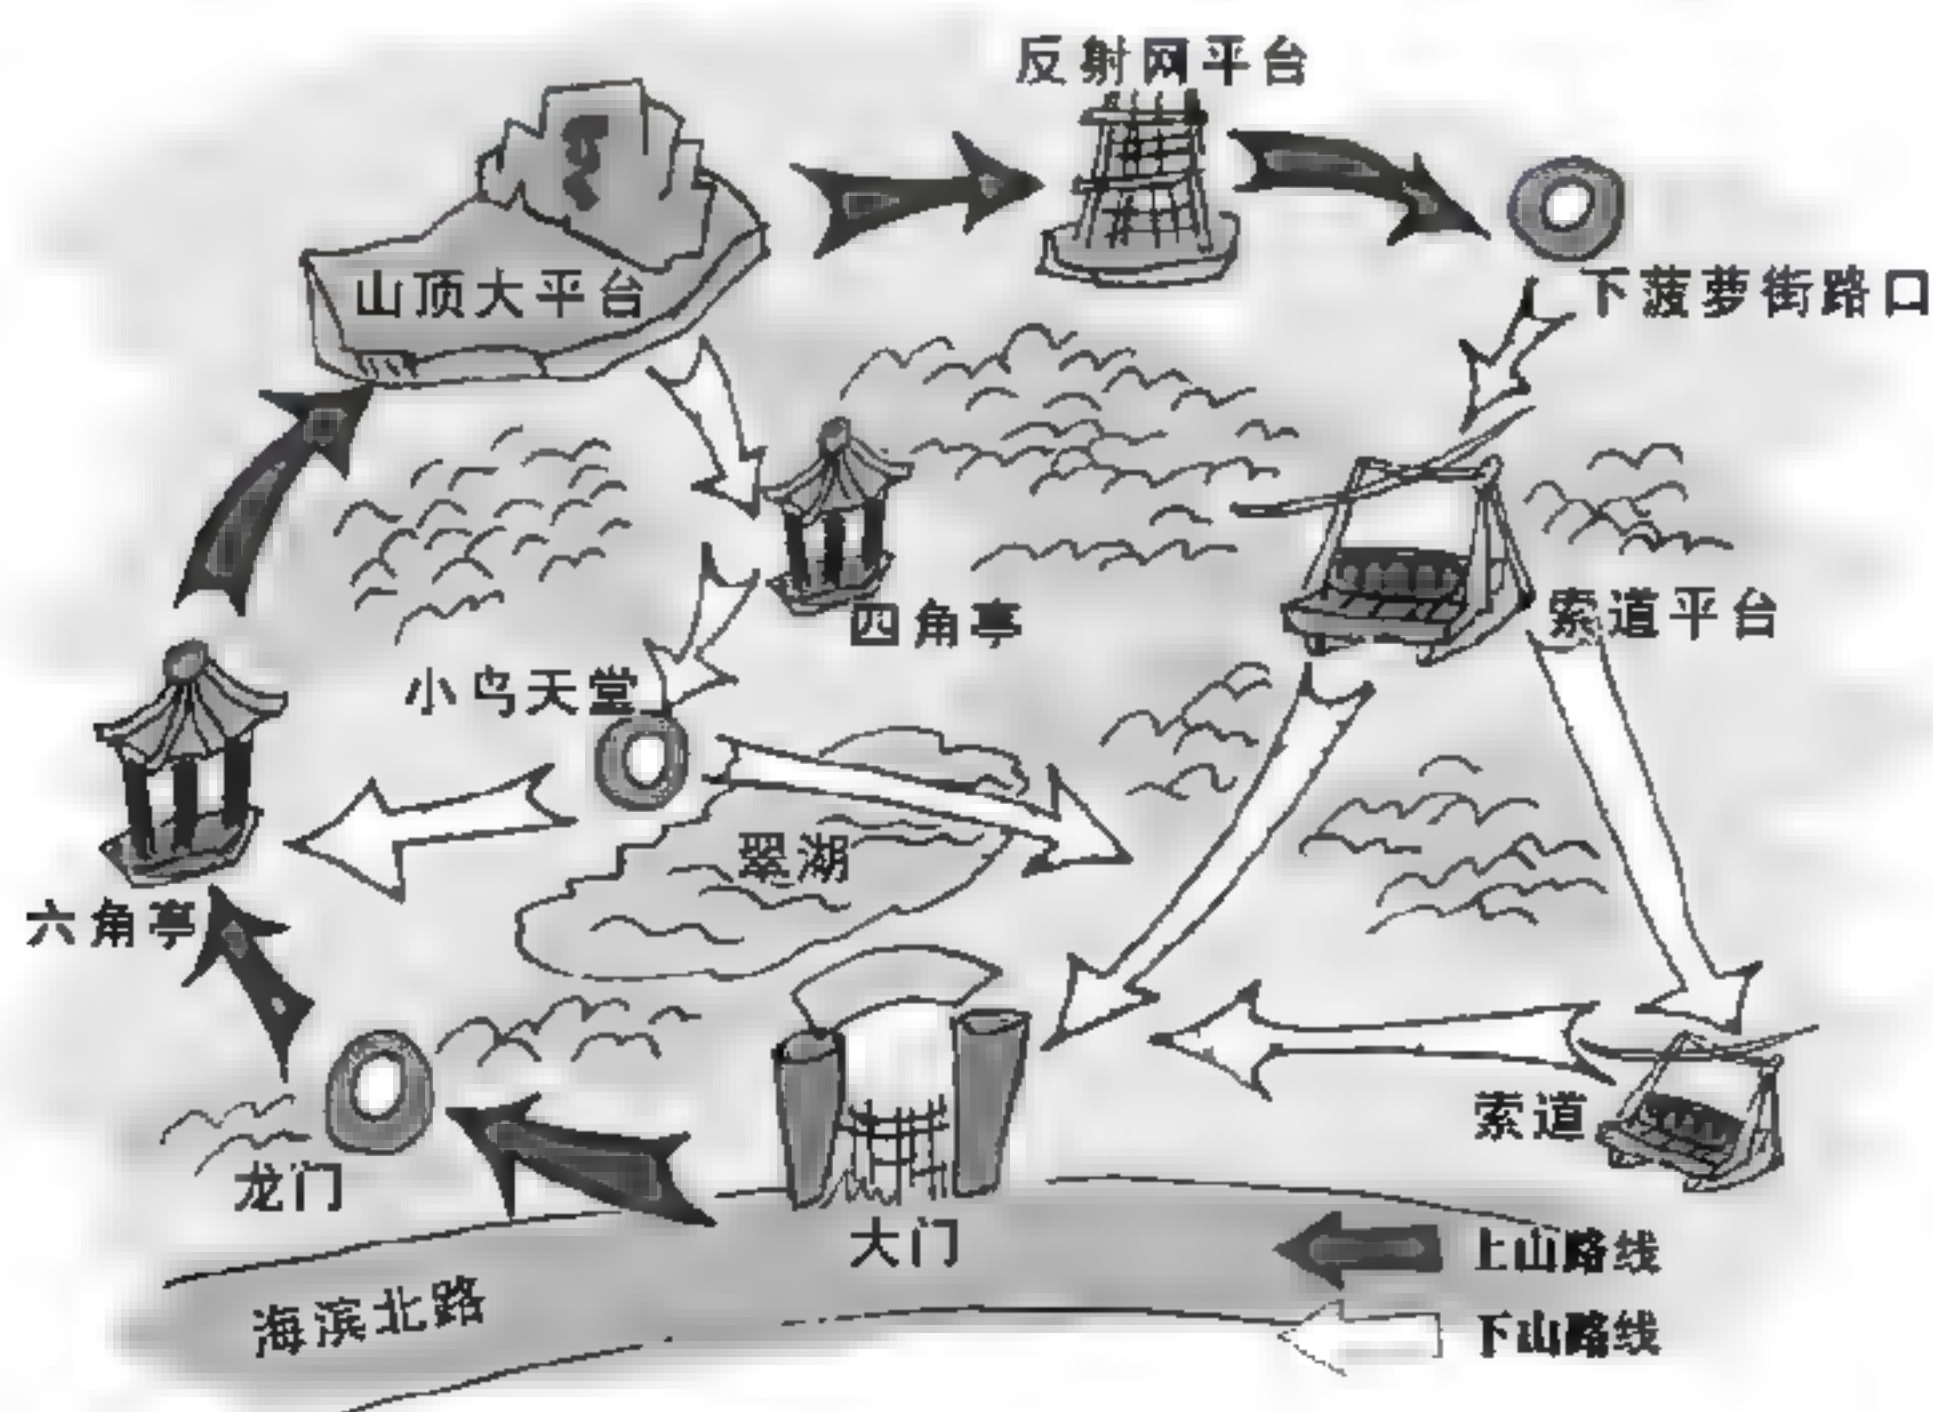 反射网平台
山顶大平台
下菠萝街路口
四角亭
索道平台
小鸟天堂
翠湖
六角亭
索道
龙门
大门
上山路线
海滨北路
下山路线